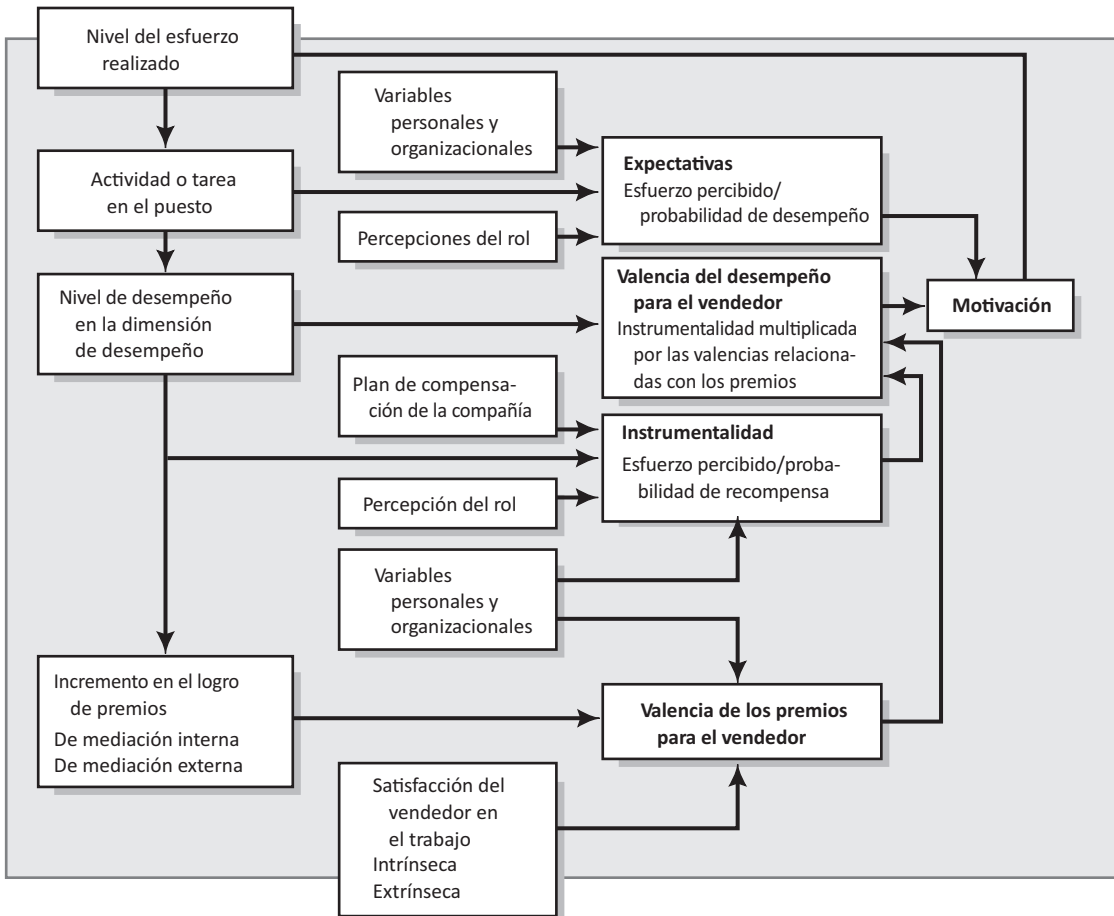 Nivel del esfuerzo
realizado
Variables
personales y
organizacionales
Expectativas
Esfuerzo percibido/
probabilidad de desempeño
Actividad o tarea
en el puesto
Percepciones del rol
Valencia del desempeño
para el vendedor
Instrumentalidad multiplicada
por las valencias relaciona-
das con los premios
Motivación
Nivel de desempeño
en la dimensión
de desempeño
Plan de compensa-
ción de la compañía
Instrumentalidad
Esfuerzo percibido/proba-
bilidad de recompensa
Percepción del rol
Variables
personales y
organizacionales
Incremento en el logro
de premios
De mediación interna
De mediación externa
Valencia de los premios
para el vendedor
Satisfacción del
vendedor en
el trabajo
Intrínseca
Extrínseca